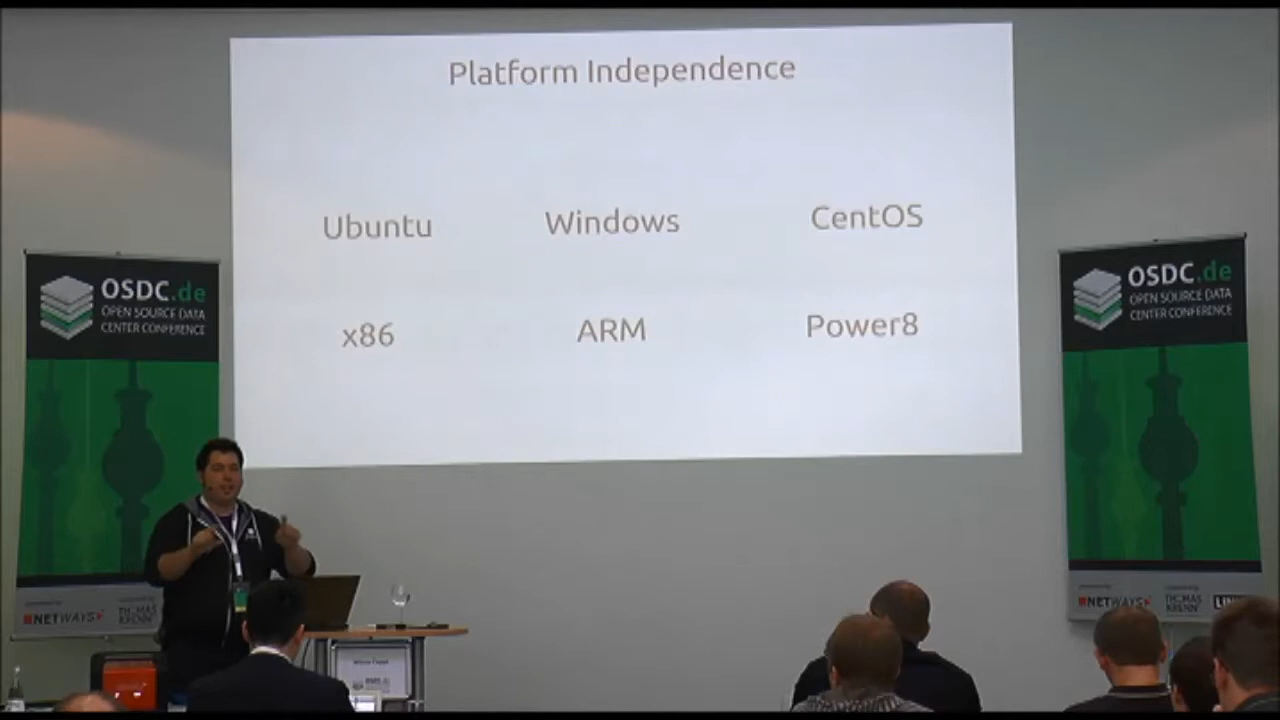 Platform Independence
Ubuntu Windows CentOS
x86 ARM Power8
OSDC.de
OPEN SOURCE DATA
CENTER CONFERENCE
NETWAYS
THOMAS
KRENN
OSDC.de
OPEN SOURCE DATA
CENTER CONFERENCE
NETWAYS
THOMAS
KRENN